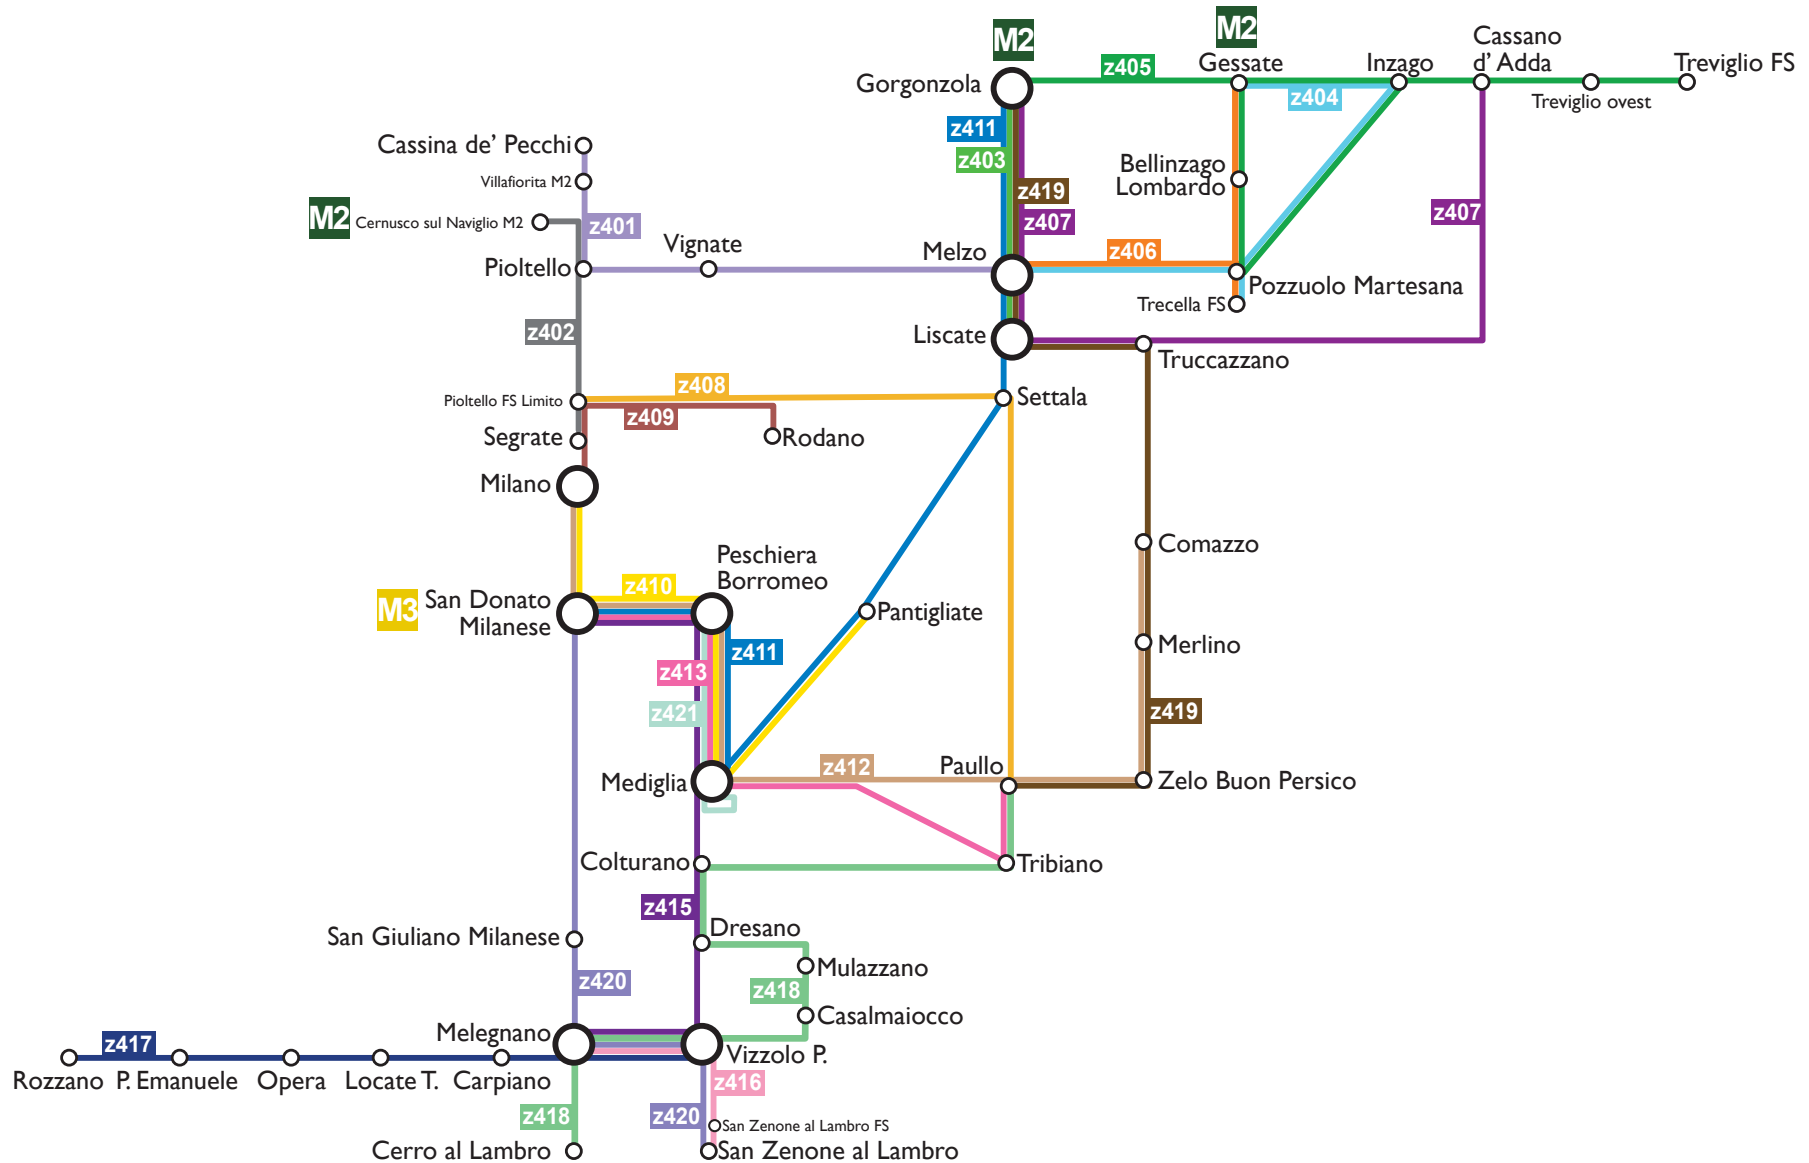 M2
M2
Cassano
d' Adda
Treviglio FS
Gorgonzola
z405
Gessate
Inzago
z404
Treviglio ovest
Cassina de' Pecchi
z411
z403
Bellinzago
Lombardo
Villafiorita M2
z419
M2
Cernusco sul Naviglio M2
z401
z407
z407
Pioltello
Vignate
Melzo
z406
Pozzuolo Martesana
Trecella FS
z402
Liscate
Truccazzano
z408
Pioltello FS Limito
z409
Settala
Segrate
Rodano
Milano
Comazzo
Peschiera
Borromeo
z410
M3
San Donato
Milanese
Pantigliate
z411
Merlino
z413
z421
z419
Mediglia
z412
Paullo
Zelo Buon Persico
Colturano
Tribiano
z415
Dresano
San Giuliano Milanese
Mulazzano
z420
z418
Casalmaiocco
Melegnano
Vizzolo P.
z417
Rozzano
P. Emanuele
Opera
Locate T.
Carpiano
z416
z418
z420
San Zenone al Lambro FS
Cerro al Lambro
San Zenone al Lambro